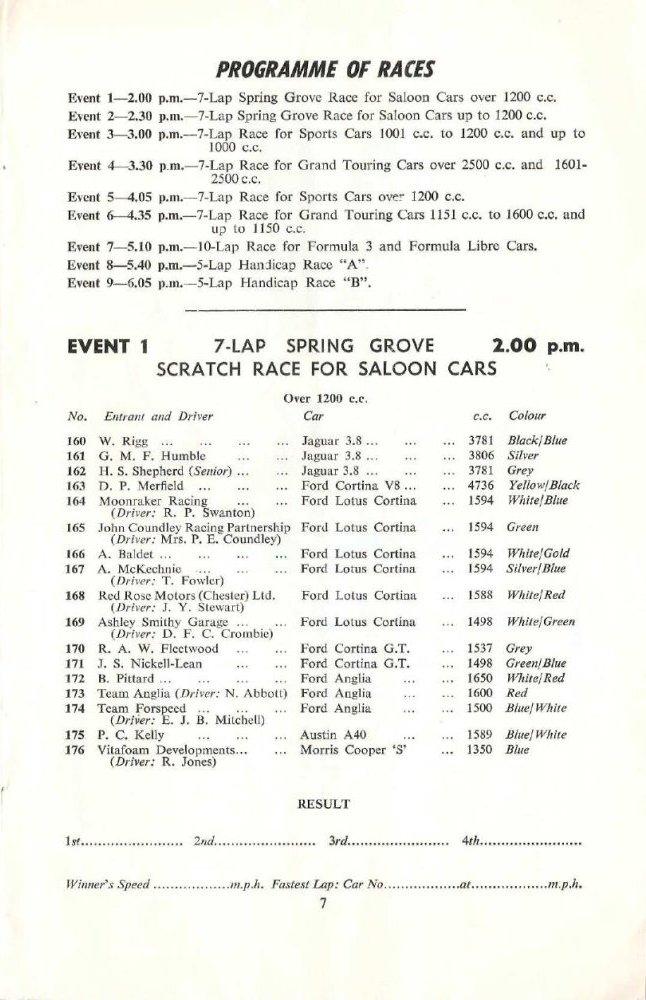 PROGRAMME OF RACES
Event 1—2.00 p.m.—7-Lap Spring Grove Race for Saloon Cars over 1200 c.c.
Event 2—2.30 p.m.—7-Lap Spring Grove Race for Saloon Cars up to 1200 c.c.
Event 3—3.00 p.m.—7-Lap Race for Sports Cars 1001 c.c. to 1200 c.c. and up to
1000 c.c.
Event 4—3.30 p.m.—7-Lap Race for Grand Touring Cars over 2500 c.c. and 1601-
2500 c.c.
Event 5—4.05 p.m.—7-Lap Race for Sports Cars over 1200 c.c.
Event 6—4.35 p.m.—7-Lap Race for Grand Touring Cars 1151 c.c. to 1600 c.c. and
up to 1150 c.c.
Event 7—5.10 p.m.—10-Lap Race for Formula 3 and Formula Libre Cars.
Event 8—5.40 p.m.—5-Lap Handicap Race "A".
Event 9—6.05 p.m.—5-Lap Handicap Race "B".
EVENT 1 7-LAP SPRING GROVE 2.00 p.m.
SCRATCH RACE FOR SALOON CARS
Over 1200 c.c.
No. Entrant and Driver Car c.c. Colour
160 W. Rigg ... ... ... ... Jaguar 3.8 ... ... ... 3781 Black/Blue
161 G. M. F. Humble ... ... Jaguar 3.8 ... ... ... 3806 Silver
162 H. S. Shepherd (Senior) ... ... Jaguar 3.8 ... ... ... 3781 Grey
163 D. P. Merfield ... ... ... Ford Cortina V8 ... ... 4736 Yellow/Black
164 Moonraker Racing ... ... Ford Lotus Cortina ... 1594 White/Blue
(Driver: R. P. Swanton)
165 John Coundley Racing Partnership Ford Lotus Cortina ... 1594 Green
(Driver: Mrs. P. E. Coundley)
166 A. Baldet ... ... ... ... Ford Lotus Cortina ... 1594 White/Gold
167 A. McKechnie ... ... ... Ford Lotus Cortina ... 1594 Silver/Blue
(Driver: T. Fowler)
168 Red Rose Motors (Chester) Ltd. Ford Lotus Cortina ... 1588 White/Red
(Driver: J. Y. Stewart)
169 Ashley Smithy Garage ... ... Ford Lotus Cortina ... 1498 White/Green
(Driver: D. F. C. Crombie)
170 R. A. W. Fleetwood ... ... Ford Cortina G.T. ... 1537 Grey
171 J. S. Nickell-Lean ... ... Ford Cortina G.T. ... 1498 Green/Blue
172 B. Pittard ... ... ... ... Ford Anglia ... ... 1650 White/Red
173 Team Anglia (Driver: N. Abbott) Ford Anglia ... ... 1600 Red
174 Team Forspeed ... ... ... Ford Anglia ... ... 1500 Blue/White
(Driver: E. J. B. Mitchell)
175 P. C. Kelly ... ... ... Austin A40 ... ... 1589 Blue/White
176 Vitafoam Developments... ... Morris Cooper 'S' ... 1350 Blue
(Driver: R. Jones)
RESULT
1st........................ 2nd........................ 3rd........................ 4th........................
Winner's Speed ..................m.p.h. Fastest Lap: Car No..................at..................m.p.h.
7